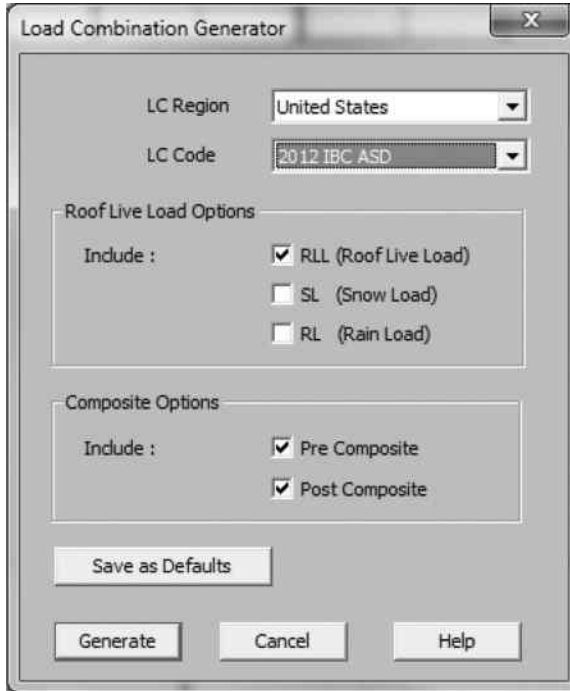 Load Combination Generator
X
LC Region United States
LC Code 2012 IBC ASD
Roof Live Load Options
Include : RLL (Roof Live Load)
SL (Snow Load)
RL (Rain Load)
Composite Options
Include : Pre Composite
Post Composite
Save as Defaults
Generate Cancel Help